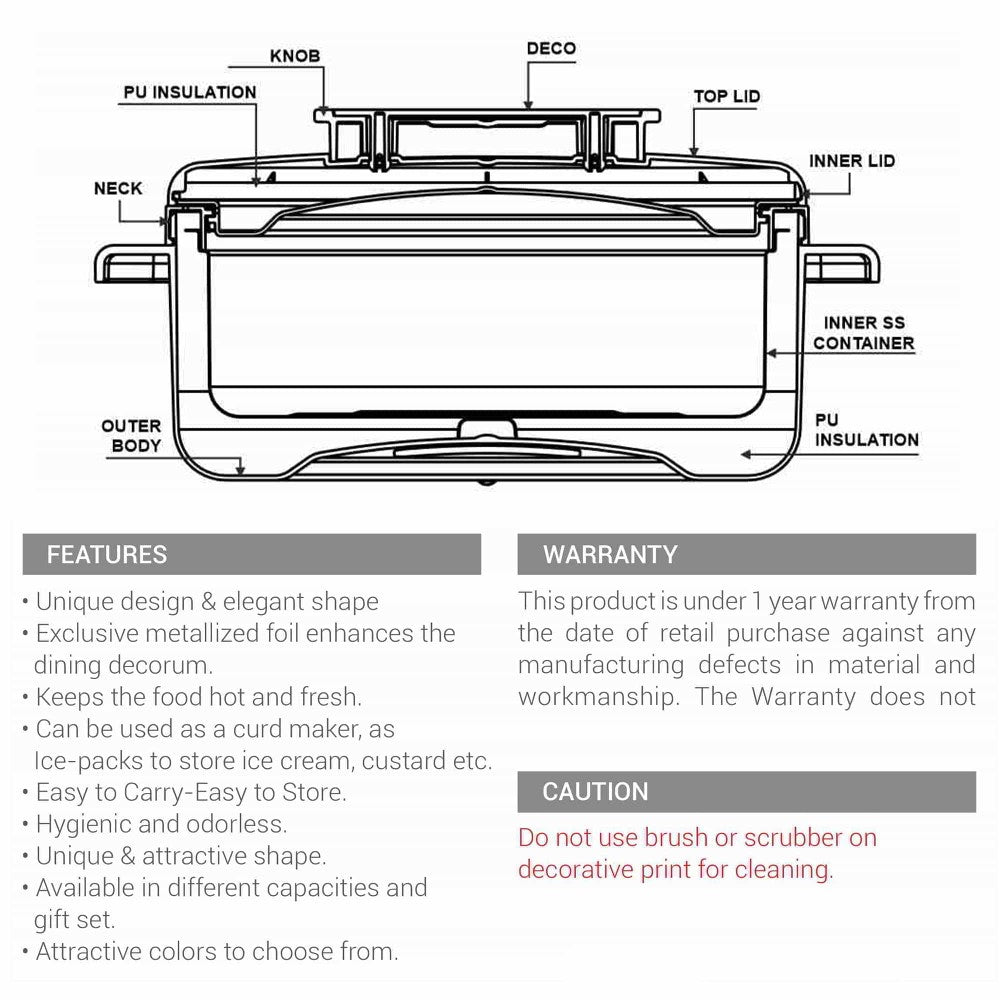 KNOB
DECO
PU INSULATION
TOP LID
INNER LID
NECK
INNER SS
CONTAINER
OUTER
BODY
PU
INSULATION
FEATURES
• Unique design & elegant shape
• Exclusive metallized foil enhances the
dining decorum.
• Keeps the food hot and fresh.
• Can be used as a curd maker, as
Ice-packs to store ice cream, custard etc.
• Easy to Carry-Easy to Store.
• Hygienic and odorless.
• Unique & attractive shape.
• Available in different capacities and
gift set.
• Attractive colors to choose from.
WARRANTY
This product is under 1 year warranty from
the date of retail purchase against any
manufacturing defects in material and
workmanship. The Warranty does not
CAUTION
Do not use brush or scrubber on
decorative print for cleaning.